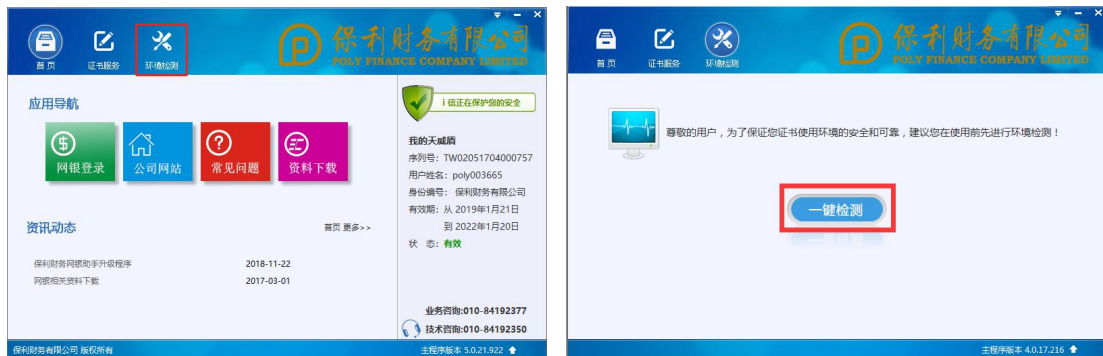 保利财务有限公司
POLY FINANCE COMPANY LIMITED
首页 证书服务 环境检测
应用导航
网银登录 公司网站 常见问题 资料下载
资讯动态 首页 更多>>
保利财务网银助手升级程序 2018-11-22
网银相关资料下载 2017-03-01
i 信正在保护您的安全
我的天威盾
序列号：TW02051704000757
用户姓名：poly003665
身份编号： 保利财务有限公司
有效期：从 2019年1月21日
到 2022年1月20日
状 态：有效
业务咨询:010-84192377
技术咨询:010-84192350
保利财务有限公司 版权所有 主程序版本 5.0.21.922
保利财务有限公司
POLY FINANCE COMPANY LIMITED
首页 证书服务 环境检测
尊敬的用户，为了保证您证书使用环境的安全和可靠，建议您在使用前先进行环境检测！
一键检测
主程序版本 4.0.17.216